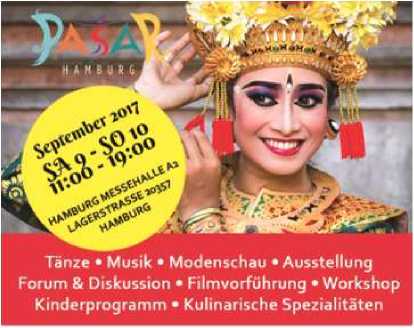 PASAR
HAMBURG
September 2017
SA 9 - SO 10
11:00 - 19:00
HAMBURG MESSEHALLE A2
LAGERSTRASSE 20357
HAMBURG
Tänze • Musik • Modenschau • Ausstellung
Forum & Diskussion • Filmvorführung • Workshop
Kinderprogramm • Kulinarische Spezialitäten